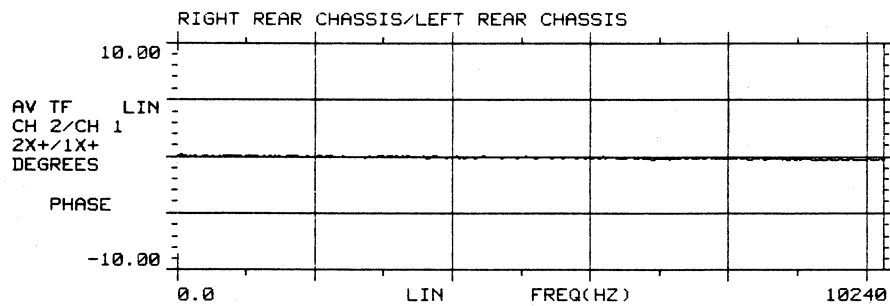 RIGHT REAR CHASSIS/LEFT REAR CHASSIS
10.00
AV TF LIN
CH 2/CH 1
2X+/1X+
DEGREES
PHASE
-10.00
0.0 LIN FREQ(HZ) 10240